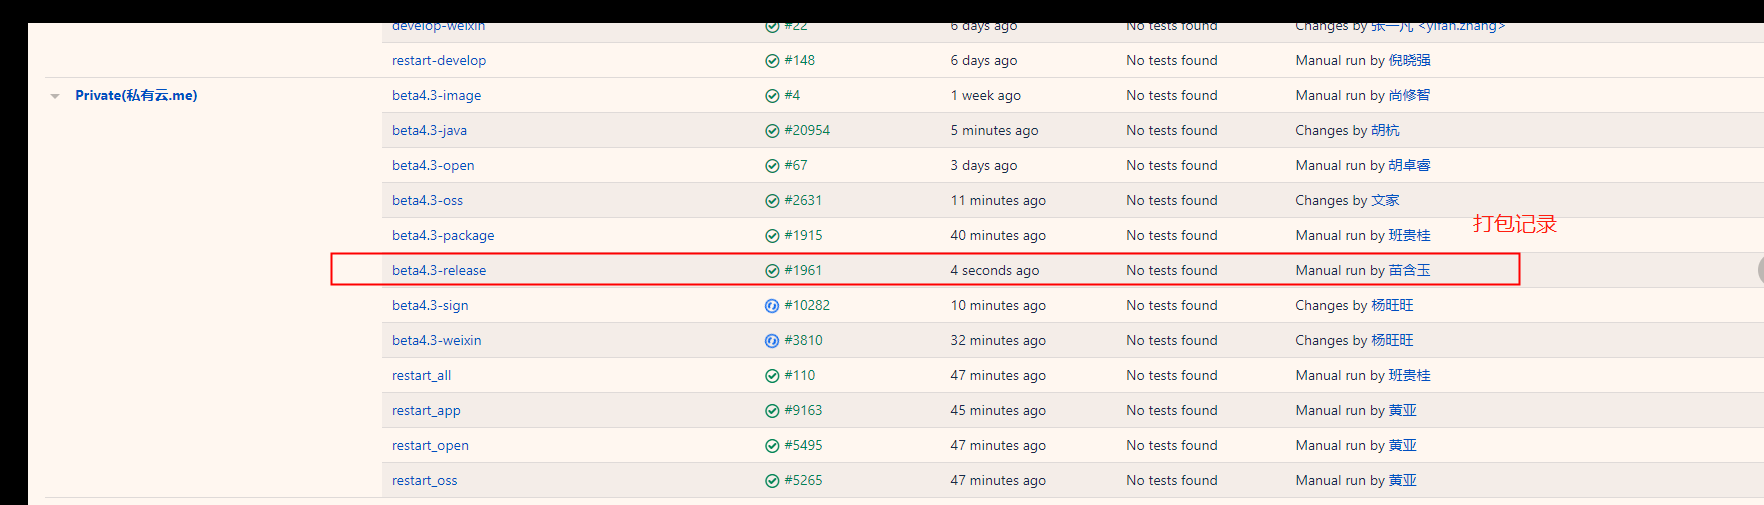 develop-weixin #22 6 days ago No tests found Changes by 张一凡 <yifan.zhang>
restart-develop #148 6 days ago No tests found Manual run by 倪晓强
Private(私有云.me) beta4.3-image #4 1 week ago No tests found Manual run by 尚修智
beta4.3-java #20954 5 minutes ago No tests found Changes by 胡杭
beta4.3-open #67 3 days ago No tests found Manual run by 胡卓睿
beta4.3-oss #2631 11 minutes ago No tests found Changes by 文家
打包记录
beta4.3-package #1915 40 minutes ago No tests found Manual run by 班贵桂
beta4.3-release #1961 4 seconds ago No tests found Manual run by 苗含玉
beta4.3-sign #10282 10 minutes ago No tests found Changes by 杨旺旺
beta4.3-weixin #3810 32 minutes ago No tests found Changes by 杨旺旺
restart_all #110 47 minutes ago No tests found Manual run by 班贵桂
restart_app #9163 45 minutes ago No tests found Manual run by 黄亚
restart_open #5495 47 minutes ago No tests found Manual run by 黄亚
restart_oss #5265 47 minutes ago No tests found Manual run by 黄亚